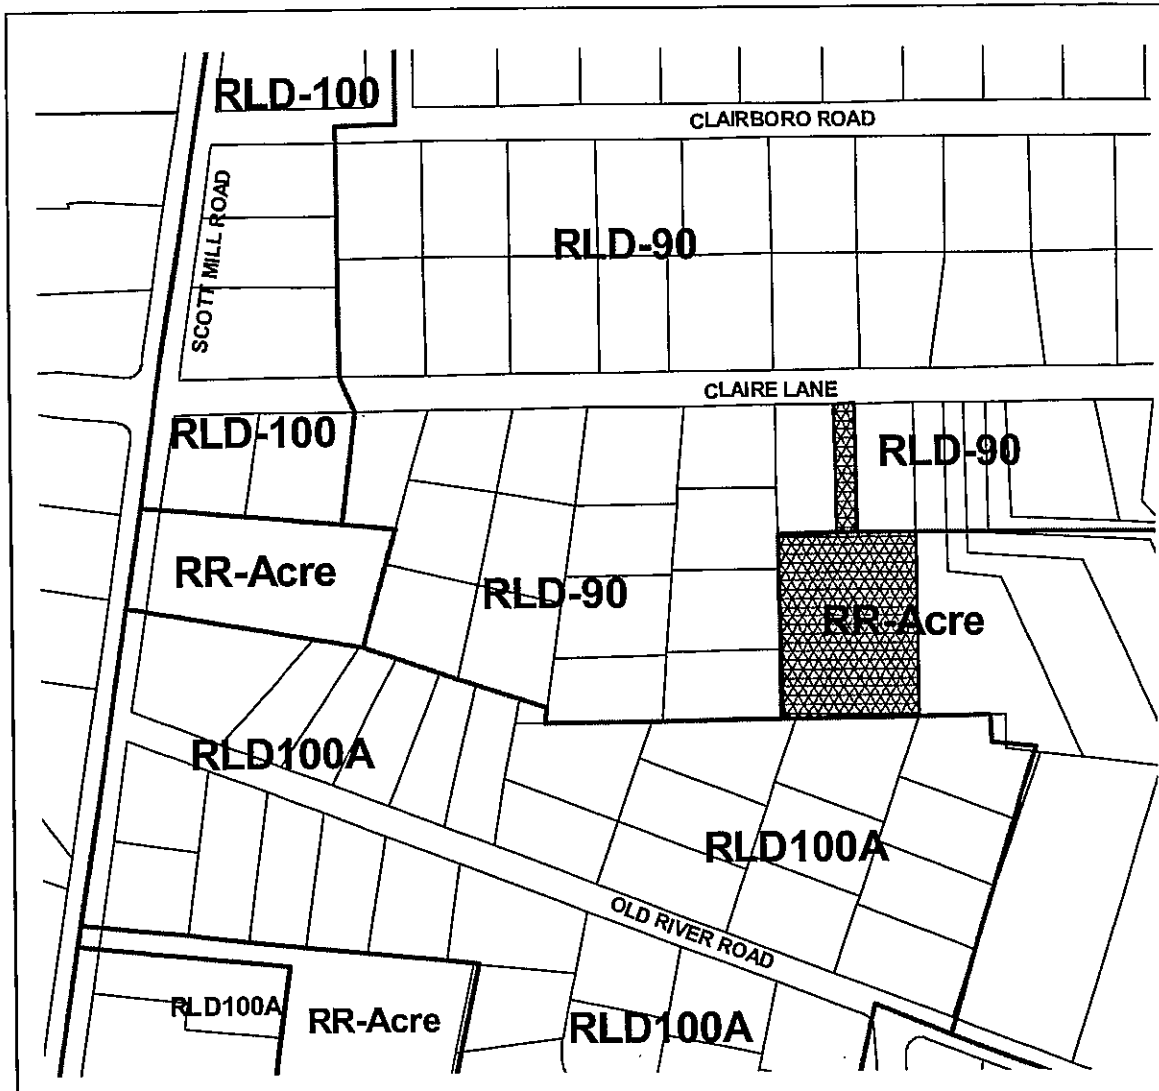 RLD-100
CLAIRBORO ROAD
SCOTT MILL ROAD
RLD-90
CLAIRE LANE
RLD-100
RLD-90
RR-Acre
RLD-90
RR-Acre
RLD100A
RLD100A
OLD RIVER ROAD
RLD100A
RR-Acre
RLD100A